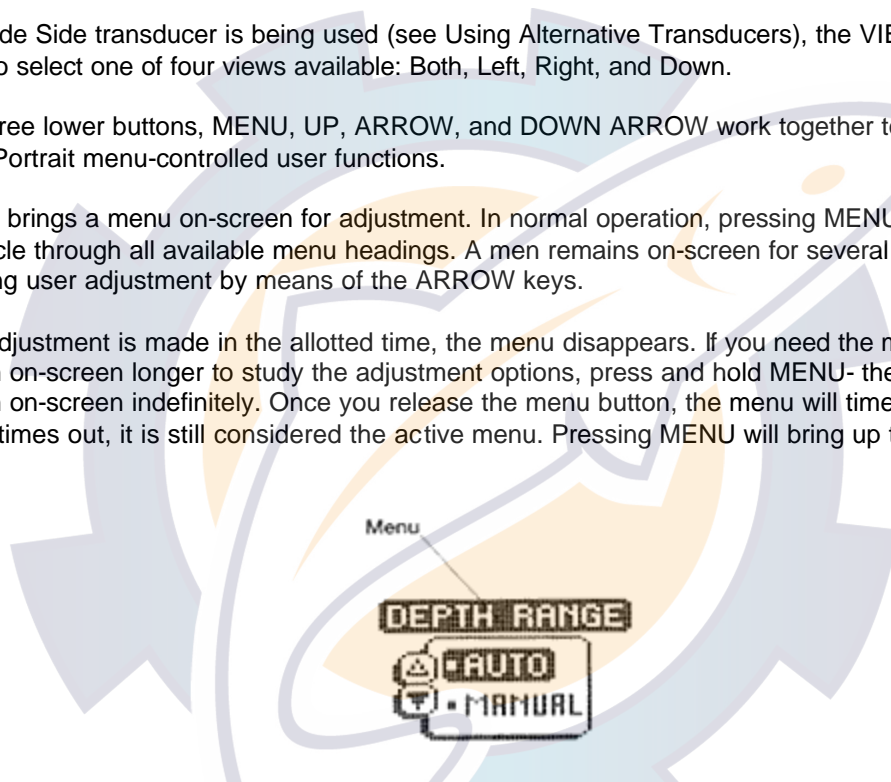 de Side transducer is being used (see Using Alternative Transducers), the VIE
o select one of four views available: Both, Left, Right, and Down.
ree lower buttons, MENU, UP, ARROW, and DOWN ARROW work together to
Portrait menu-controlled user functions.
brings a menu on-screen for adjustment. In normal operation, pressing MENU
cle through all available menu headings. A men remains on-screen for several
ng user adjustment by means of the ARROW keys.
djustment is made in the allotted time, the menu disappears. If you need the m
n on-screen longer to study the adjustment options, press and hold MENU- the
n on-screen indefinitely. Once you release the menu button, the menu will time
times out, it is still considered the active menu. Pressing MENU will bring up t
Menu
DEPTH RANGE
AUTO
MANUAL